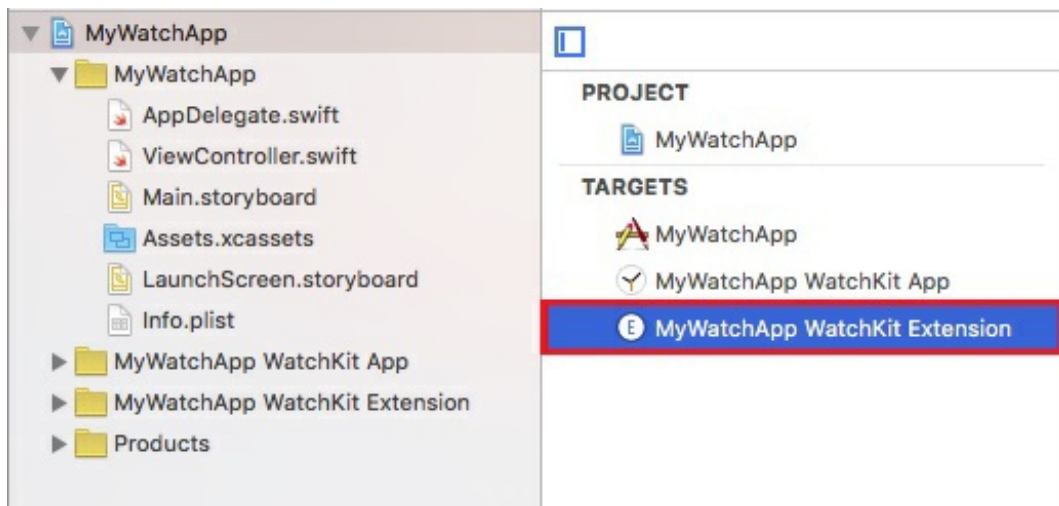 MyWatchApp
MyWatchApp
AppDelegate.swift
ViewController.swift
Main.storyboard
Assets.xcassets
LaunchScreen.storyboard
Info.plist
MyWatchApp WatchKit App
MyWatchApp WatchKit Extension
Products
PROJECT
MyWatchApp
TARGETS
MyWatchApp
MyWatchApp WatchKit App
E MyWatchApp WatchKit Extension